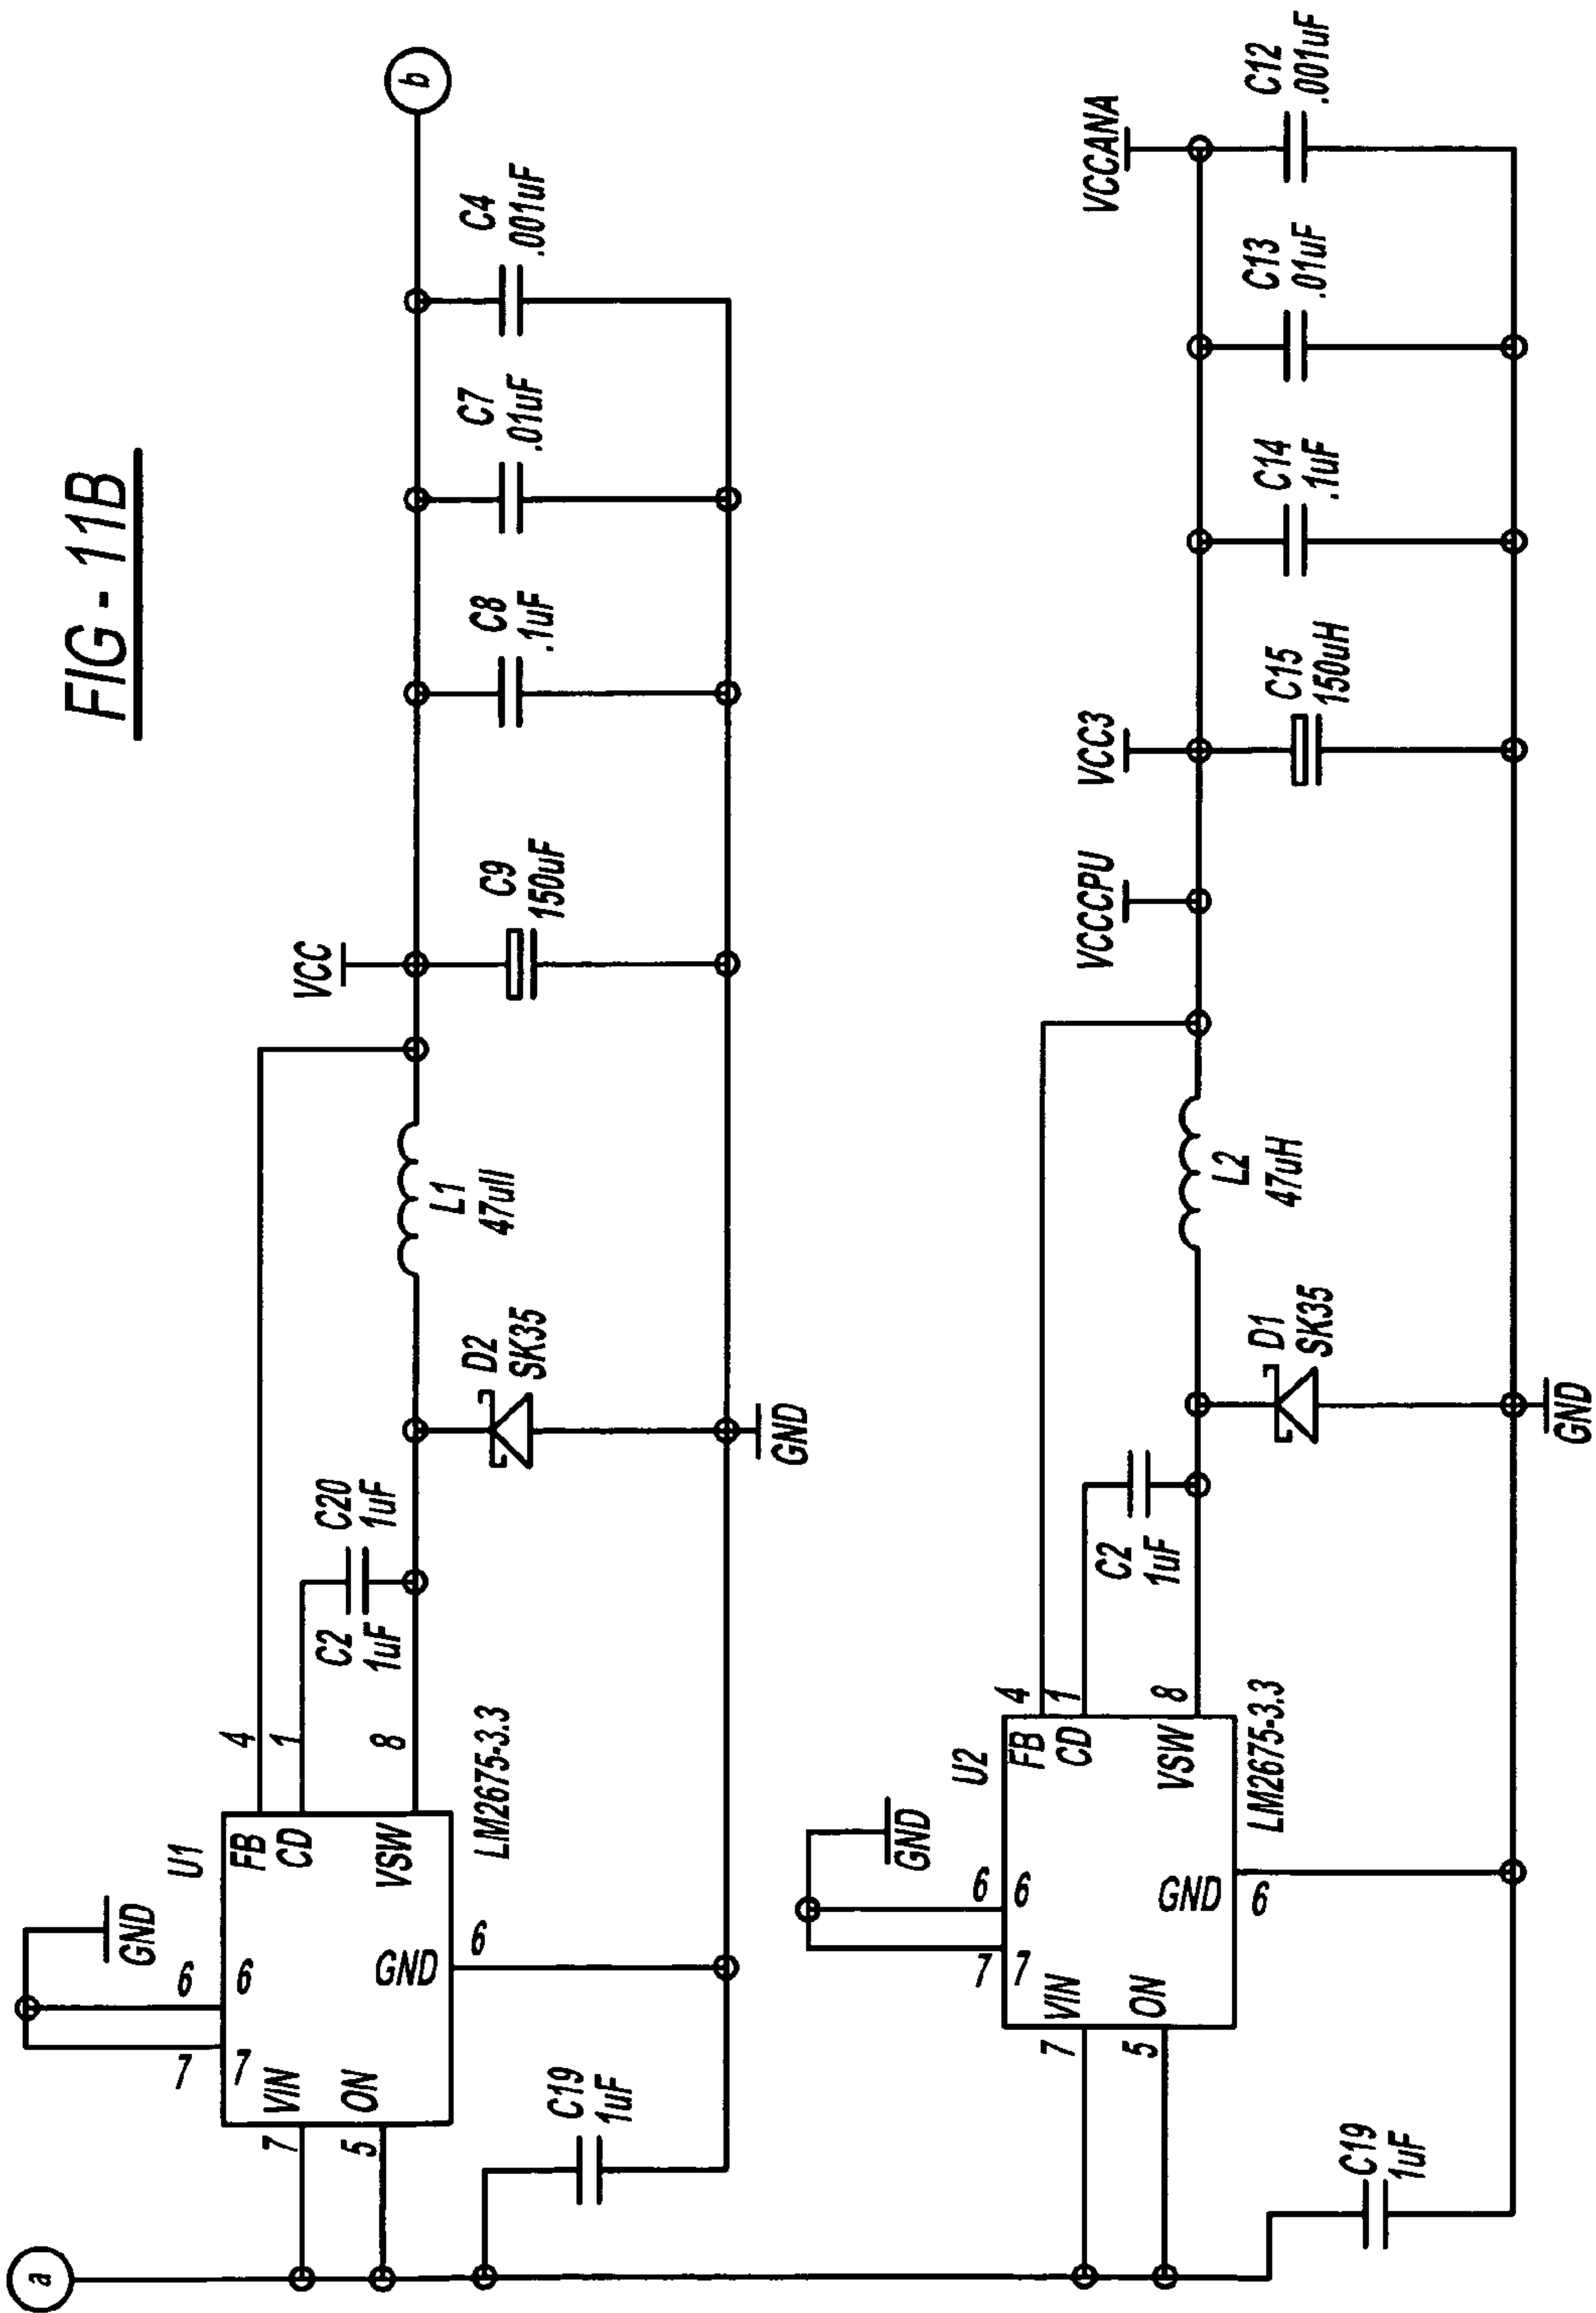 FIG - 11B
a
GND
7
6
7
6
U1
VIN
ON
FB
CD
VSW
GND
7
5
4
1
8
6
LM2675-3.3
C2
1uF
C20
1uF
C19
1uF
D2
SK35
GND
L1
47uII
VCC
C9
150uF
C8
.1uF
C7
.01uF
C4
.001uF
b
GND
7
6
7
6
U2
VIN
ON
FB
CD
VSW
GND
7
5
4
1
8
6
LM2675-3.3
C2
1uF
C19
1uF
D1
SK35
GND
L2
47uH
VCCCPU
VCC3
C15
150uH
C14
.1uF
C13
.01uF
VCCANA
C12
.001uF